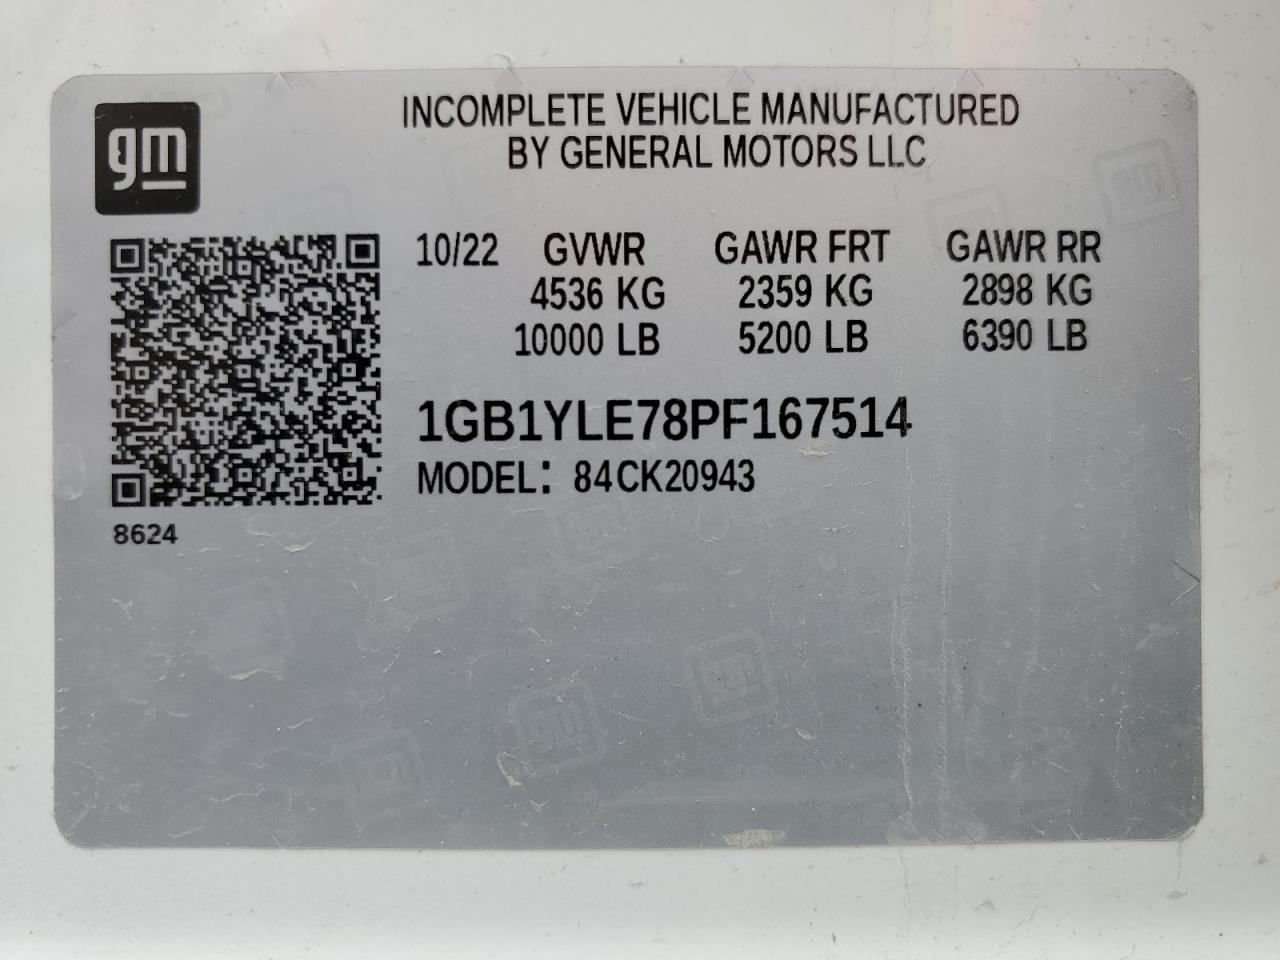 gm
INCOMPLETE VEHICLE MANUFACTURED
BY GENERAL MOTORS LLC
10/22 GVWR GAWR FRT GAWR RR
4536 KG 2359 KG 2898 KG
10000 LB 5200 LB 6390 LB
1GB1YLE78PF167514
MODEL: 84CK20943
8624